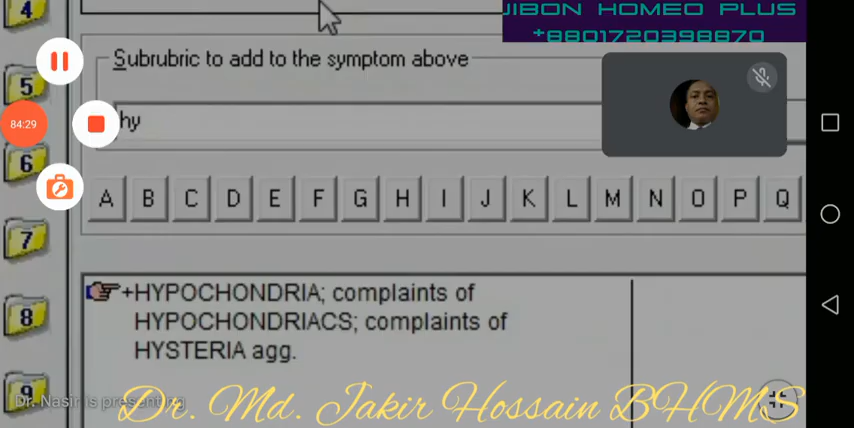 JIBON HOMEO PLUS
+8801720398870
4
Subrubric to add to the symptom above
5
84:29
hy
6
A B C D E F G H I J K L M N O P Q
7
+HYPOCHONDRIA; complaints of
8
HYPOCHONDRIACS; complaints of
HYSTERIA agg.
9
Dr. Nasir is presenting
Dr. Md. Jakir Hossain BHMS